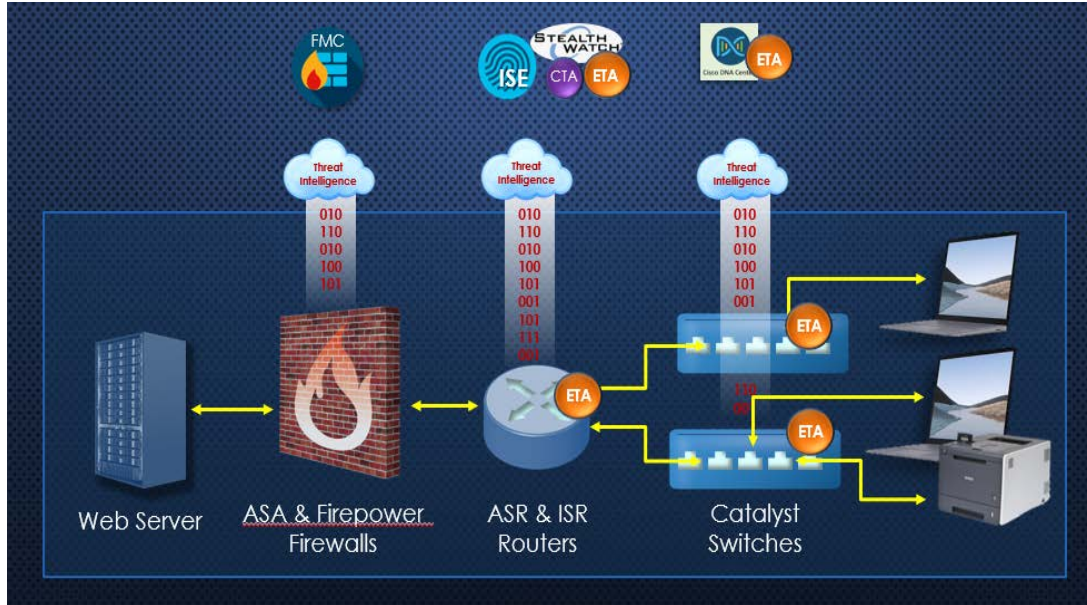 FMC
ISE
STEALTH
WATCH
CTA
ETA
Cisco DNA Center
ETA
Threat
Intelligence
Threat
Intelligence
Threat
Intelligence
010
110
010
100
101
010
110
010
100
101
001
101
111
001
010
110
010
100
101
001
ETA
ETA
110
ETA
Web Server
ASA & Firepower
Firewalls
ASR & ISR
Routers
Catalyst
Switches